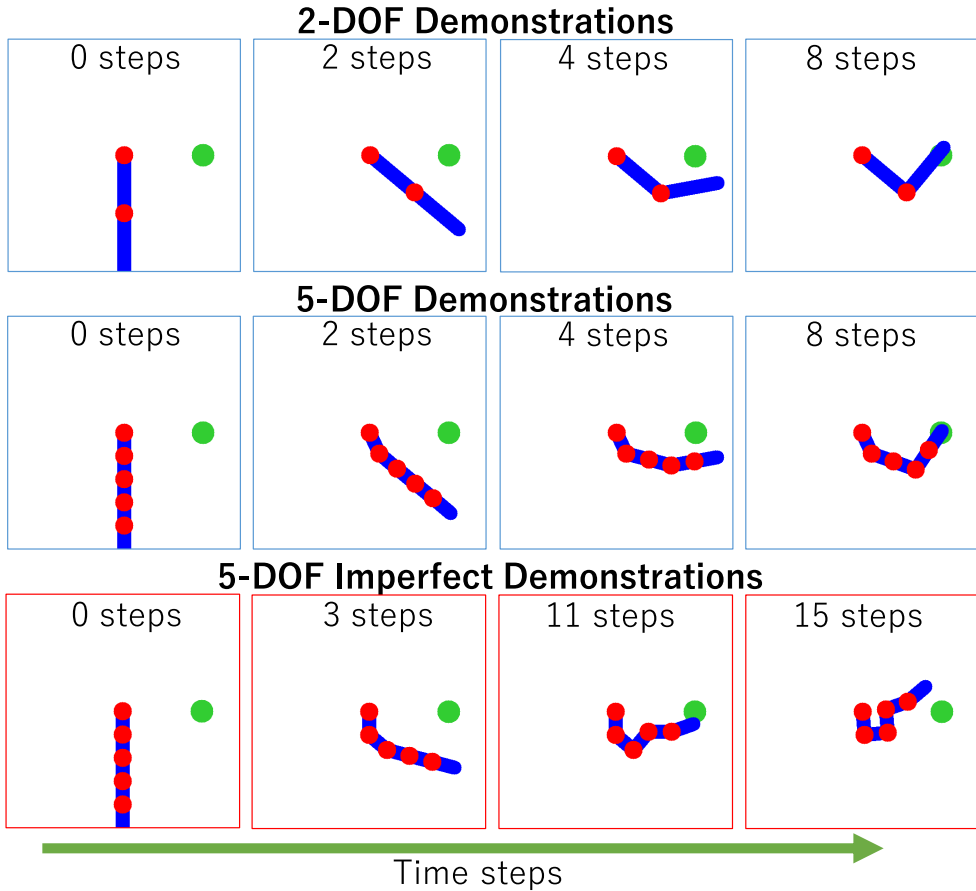 2-DOF Demonstrations
0 steps 2 steps 4 steps 8 steps
5-DOF Demonstrations
0 steps 2 steps 4 steps 8 steps
5-DOF Imperfect Demonstrations
0 steps 3 steps 11 steps 15 steps
Time steps